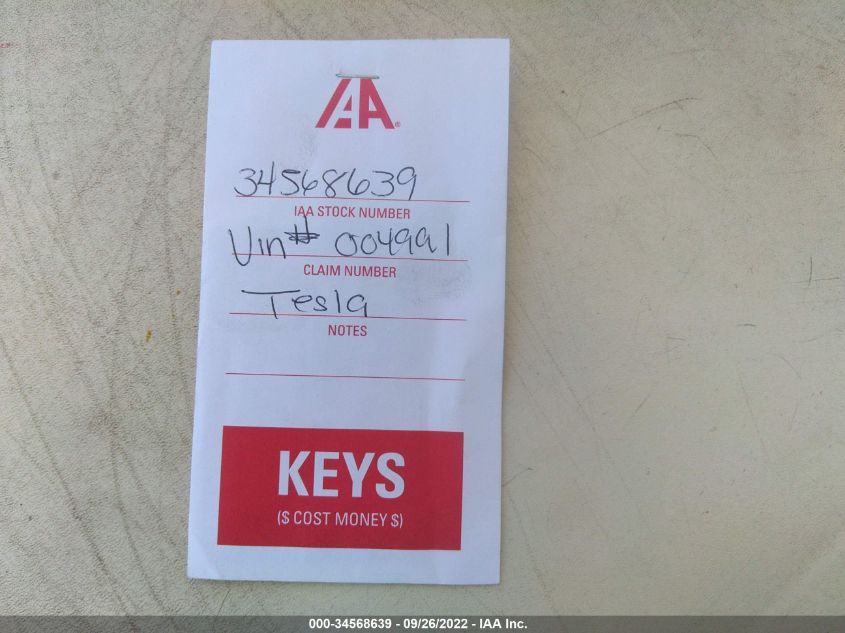 IAA®
34568639
IAA STOCK NUMBER
Vin# 004991
CLAIM NUMBER
Tesla
NOTES
KEYS
($ COST MONEY $)
000-34568639 - 09/26/2022 - IAA Inc.